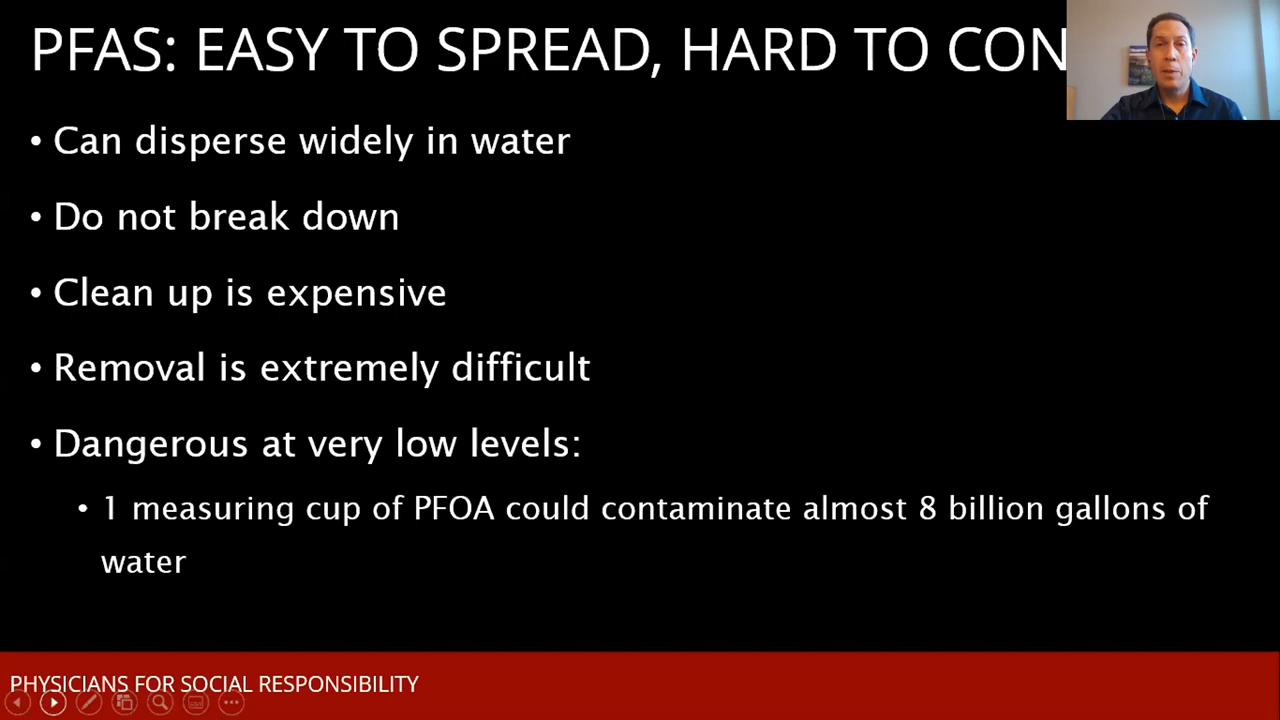 PFAS: EASY TO SPREAD, HARD TO CON
• Can disperse widely in water
• Do not break down
• Clean up is expensive
• Removal is extremely difficult
• Dangerous at very low levels:
• 1 measuring cup of PFOA could contaminate almost 8 billion gallons of
water
PHYSICIANS FOR SOCIAL RESPONSIBILITY